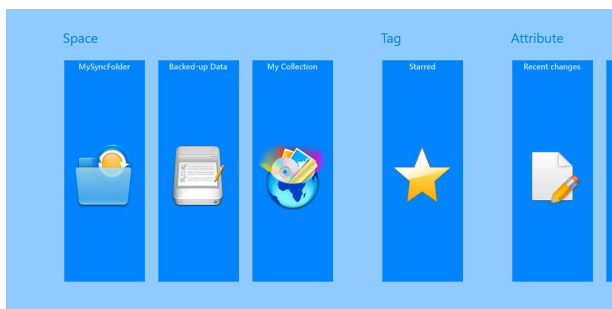 Space
Tag
Attribute
MySyncFolder
Backed-up Data
My Collection
Starred
Recent changes